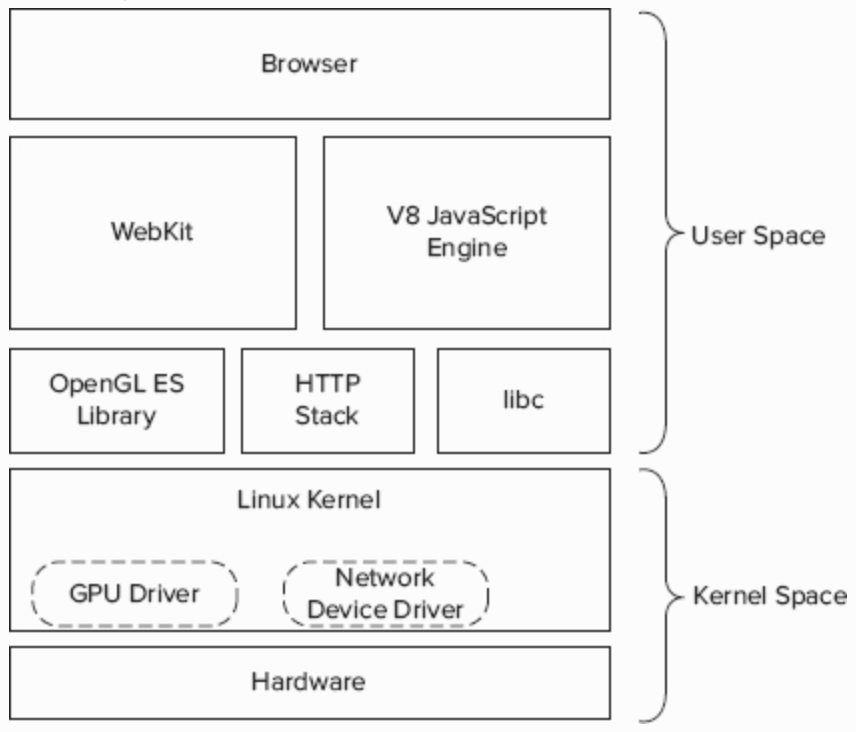 Browser
WebKit
V8 JavaScript
Engine
User Space
OpenGL ES
Library
HTTP
Stack
libc
Linux Kernel
GPU Driver
Network
Device Driver
Kernel Space
Hardware